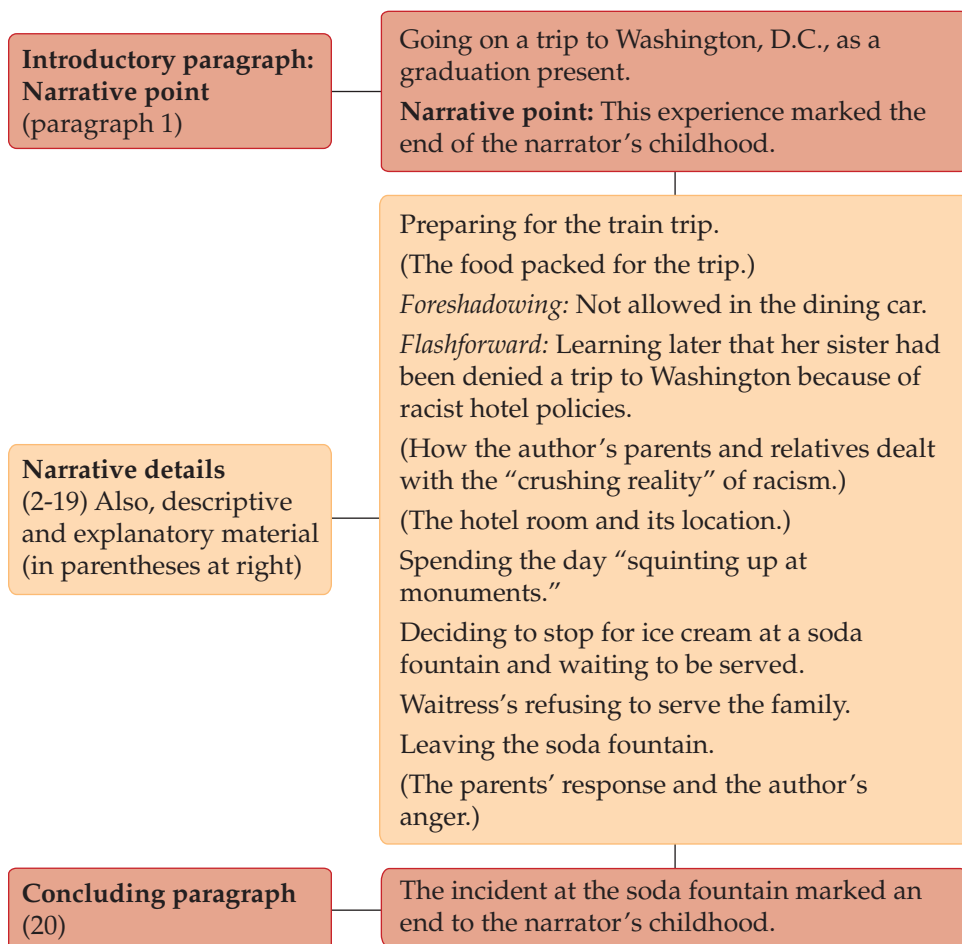 Introductory paragraph:
Narrative point
(paragraph 1)
Going on a trip to Washington, D.C., as a
graduation present.
Narrative point: This experience marked the
end of the narrator’s childhood.
Narrative details
(2-19) Also, descriptive
and explanatory material
(in parentheses at right)
Preparing for the train trip.
(The food packed for the trip.)
Foreshadowing: Not allowed in the dining car.
Flashforward: Learning later that her sister had
been denied a trip to Washington because of
racist hotel policies.
(How the author’s parents and relatives dealt
with the “crushing reality” of racism.)
(The hotel room and its location.)
Spending the day “squinting up at
monuments.”
Deciding to stop for ice cream at a soda
fountain and waiting to be served.
Waitress’s refusing to serve the family.
Leaving the soda fountain.
(The parents’ response and the author’s
anger.)
Concluding paragraph
(20)
The incident at the soda fountain marked an
end to the narrator’s childhood.